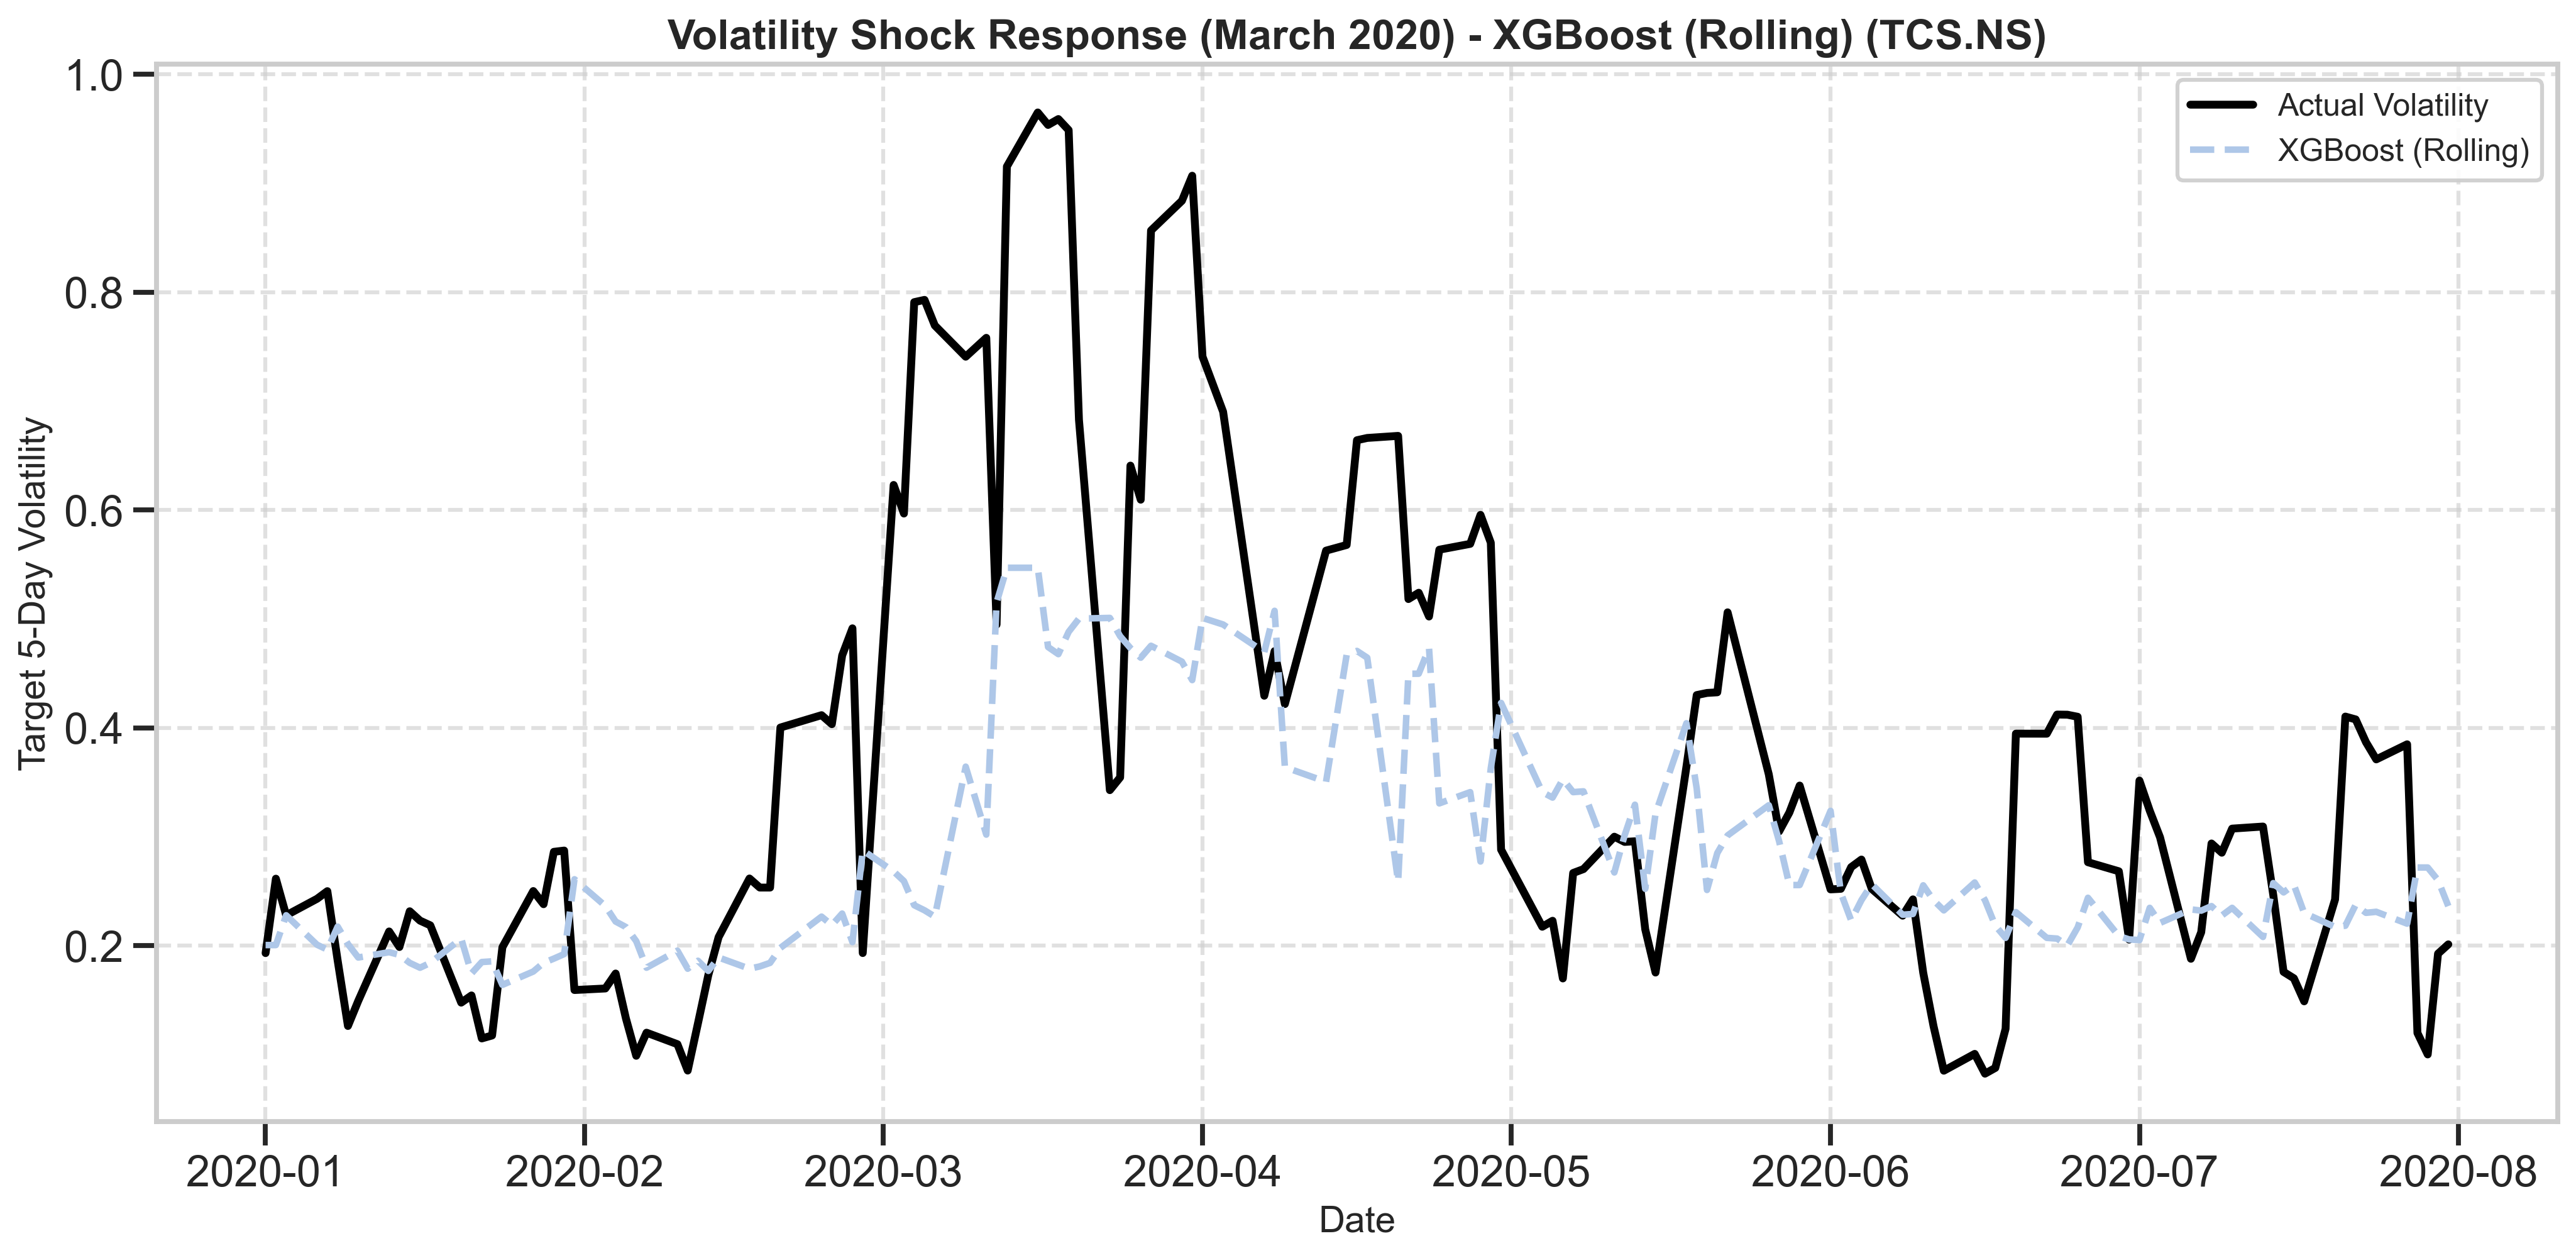 Volatility Shock Response (March 2020) - XGBoost (Rolling) (TCS.NS)
Actual Volatility
XGBoost (Rolling)
Target 5-Day Volatility
1.0
0.8
0.6
0.4
0.2
2020-01 2020-02 2020-03 2020-04 2020-05 2020-06 2020-07 2020-08
Date